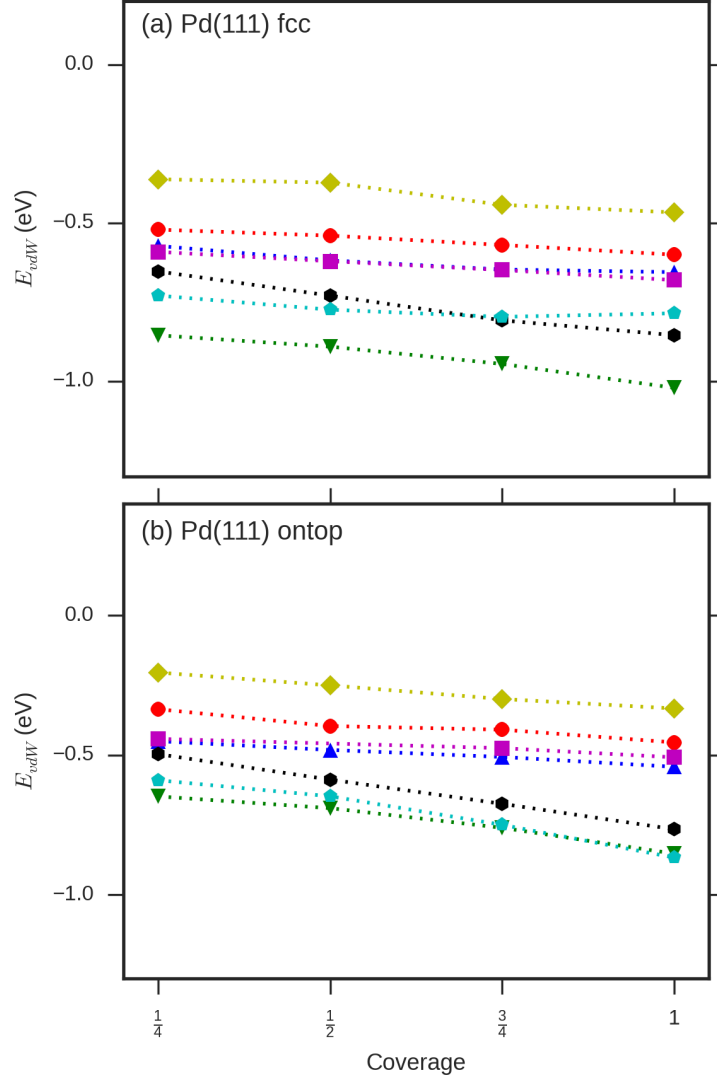 (a) Pd(111) fcc
0.0
−0.5
−1.0
E_vdW (eV)
(b) Pd(111) ontop
0.0
−0.5
−1.0
E_vdW (eV)
1/4 1/2 3/4 1
Coverage